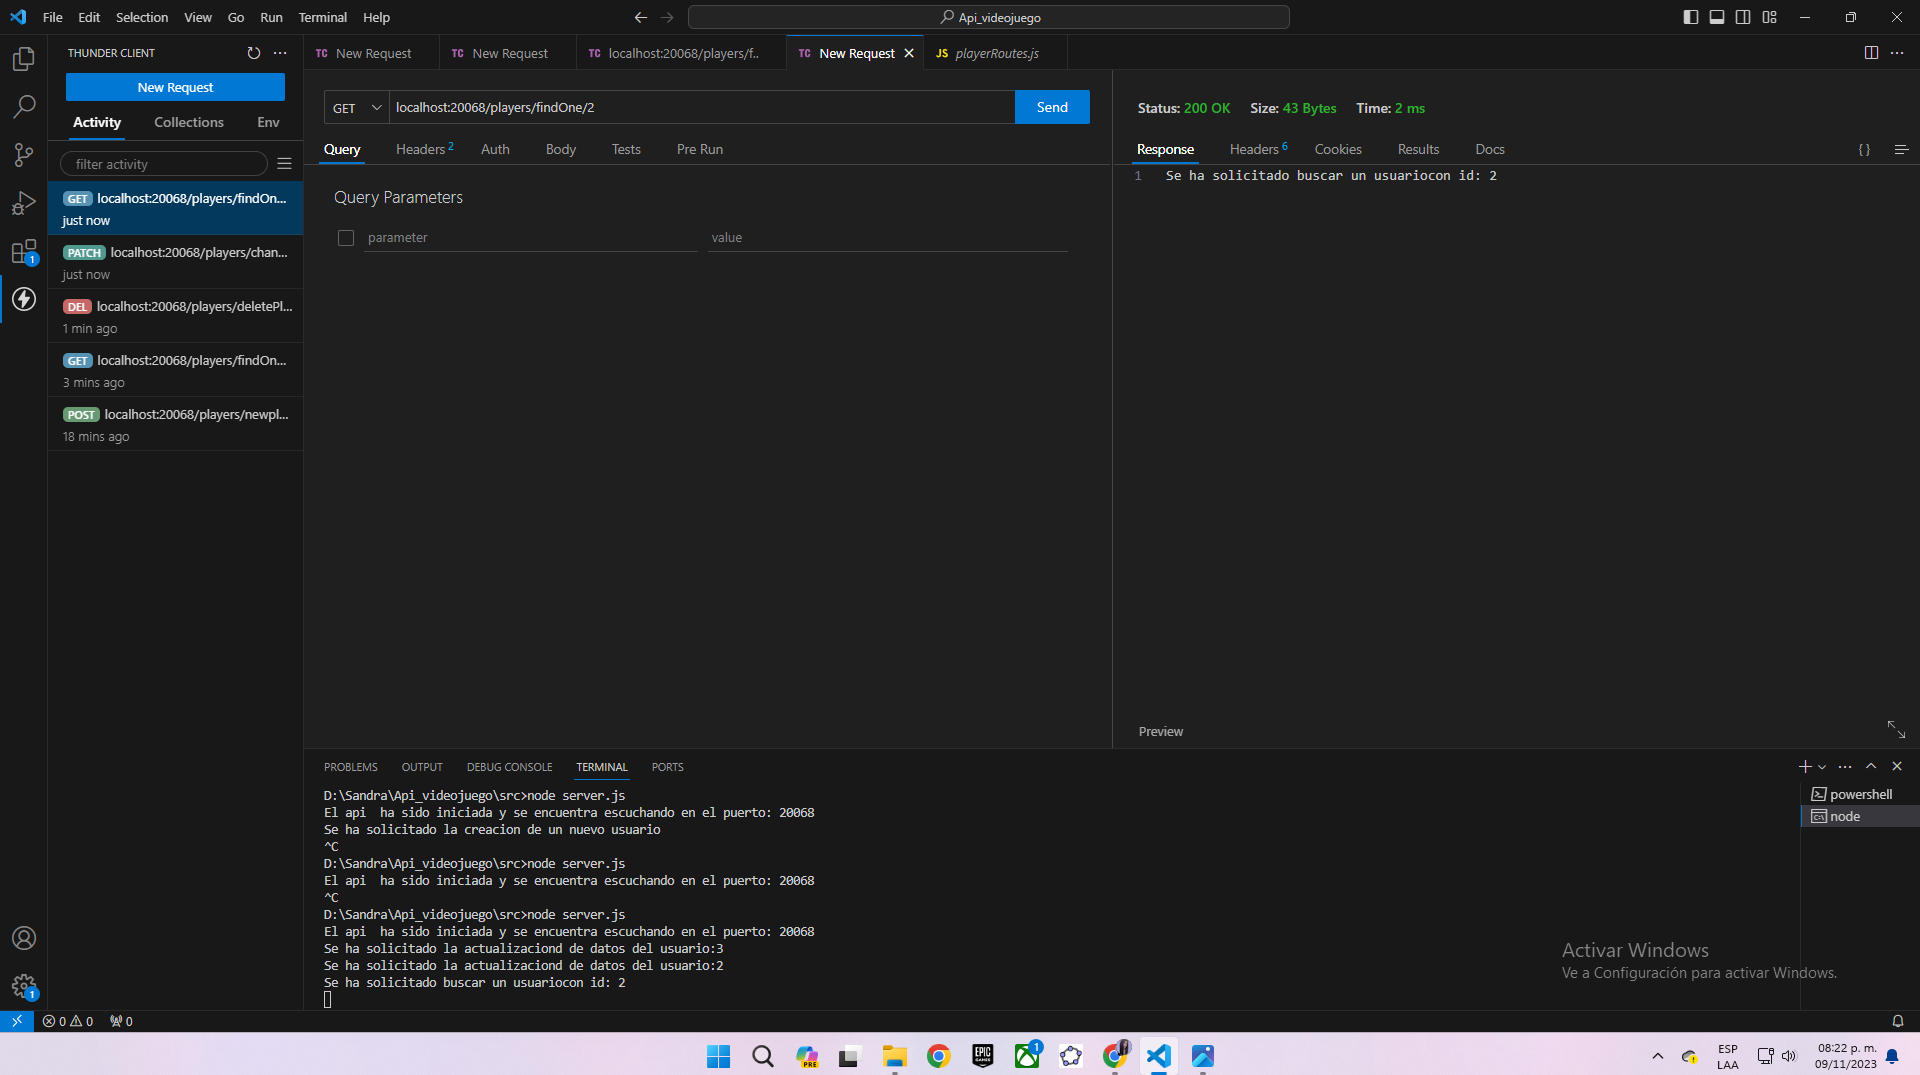 File Edit Selection View Go Run Terminal Help
Api_videojuego
THUNDER CLIENT
New Request
Activity Collections Env
filter activity
GET localhost:20068/players/findOn...
just now
PATCH localhost:20068/players/chan...
just now
DEL localhost:20068/players/deletePl...
1 min ago
GET localhost:20068/players/findOn...
3 mins ago
POST localhost:20068/players/newpl...
18 mins ago
TC New Request
TC New Request
TC localhost:20068/players/f..
TC New Request
JS playerRoutes.js
GET localhost:20068/players/findOne/2 Send
Query Headers 2 Auth Body Tests Pre Run
Query Parameters
parameter value
Status: 200 OK Size: 43 Bytes Time: 2 ms
Response Headers 6 Cookies Results Docs {}
1 Se ha solicitado buscar un usuariocon id: 2
Preview
PROBLEMS OUTPUT DEBUG CONSOLE TERMINAL PORTS
D:\Sandra\Api_videojuego\src>node server.js
El api  ha sido iniciada y se encuentra escuchando en el puerto: 20068
Se ha solicitado la creacion de un nuevo usuario
^C
D:\Sandra\Api_videojuego\src>node server.js
El api  ha sido iniciada y se encuentra escuchando en el puerto: 20068
^C
D:\Sandra\Api_videojuego\src>node server.js
El api  ha sido iniciada y se encuentra escuchando en el puerto: 20068
Se ha solicitado la actualizaciond de datos del usuario:3
Se ha solicitado la actualizaciond de datos del usuario:2
Se ha solicitado buscar un usuariocon id: 2
powershell
node
Activar Windows
Ve a Configuración para activar Windows.
1
1
0 0 0
PRE
EPIC GAMES
1
ESP
LAA
08:22 p. m.
09/11/2023